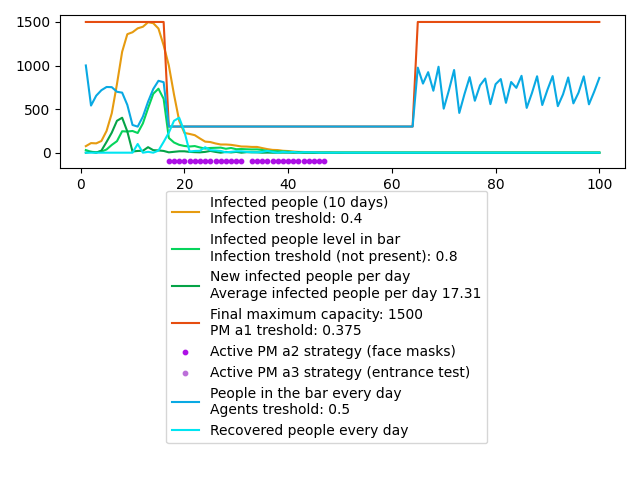 1500
1000
500
0
0 20 40 60 80 100
Infected people (10 days)
Infection treshold: 0.4
Infected people level in bar
Infection treshold (not present): 0.8
New infected people per day
Average infected people per day 17.31
Final maximum capacity: 1500
PM a1 treshold: 0.375
Active PM a2 strategy (face masks)
Active PM a3 strategy (entrance test)
People in the bar every day
Agents treshold: 0.5
Recovered people every day